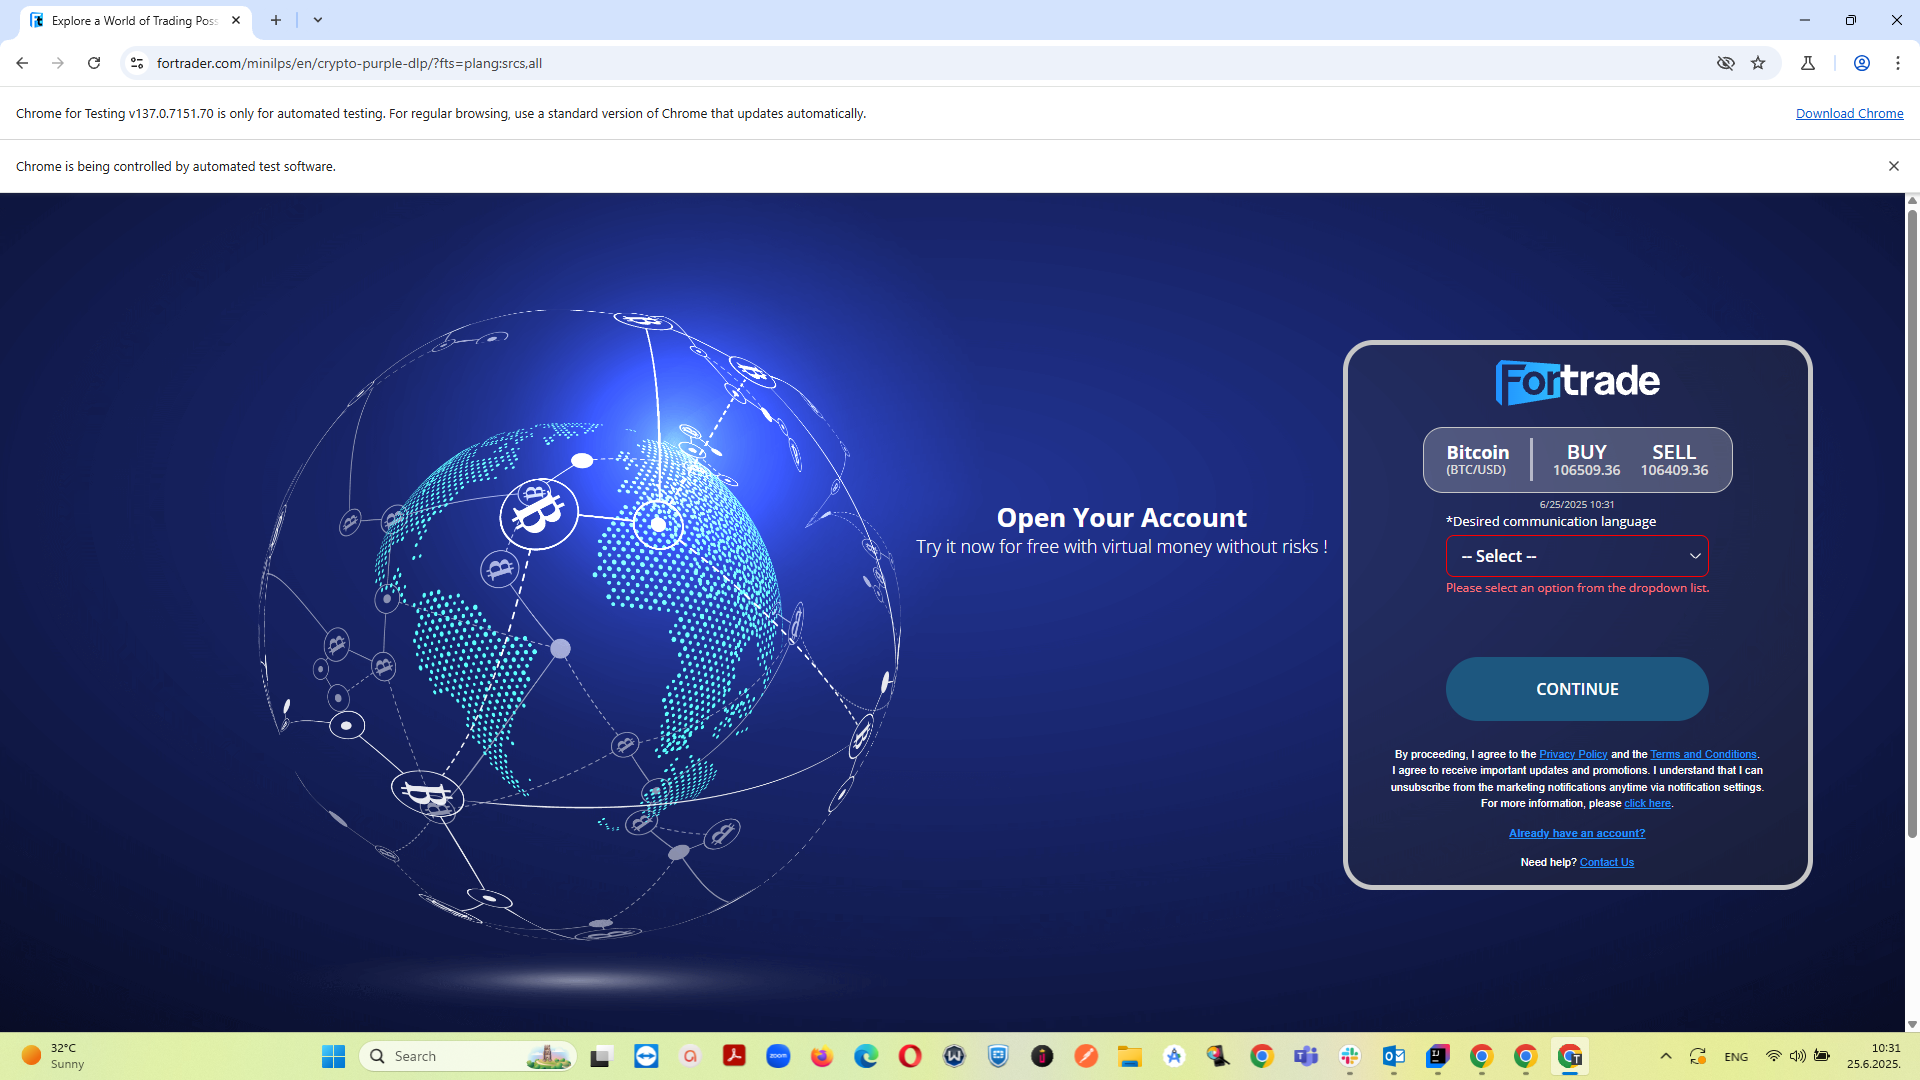 Explore a World of Trading Poss
fortrader.com/minilps/en/crypto-purple-dlp/?fts=plang:srcs,all
Chrome for Testing v137.0.7151.70 is only for automated testing. For regular browsing, use a standard version of Chrome that updates automatically.
Download Chrome
Chrome is being controlled by automated test software.
Fortrade
Bitcoin BUY SELL
(BTC/USD) 106509.36 106409.36
6/25/2025 10:31
*Desired communication language
Open Your Account
Try it now for free with virtual money without risks !
-- Select --
Please select an option from the dropdown list.
CONTINUE
By proceeding, I agree to the Privacy Policy and the Terms and Conditions.
I agree to receive important updates and promotions. I understand that I can
unsubscribe from the marketing notifications anytime via notification settings.
For more information, please click here.
Already have an account?
Need help? Contact Us
32°C
Sunny
Search
zoom
ENG
10:31
25.6.2025.